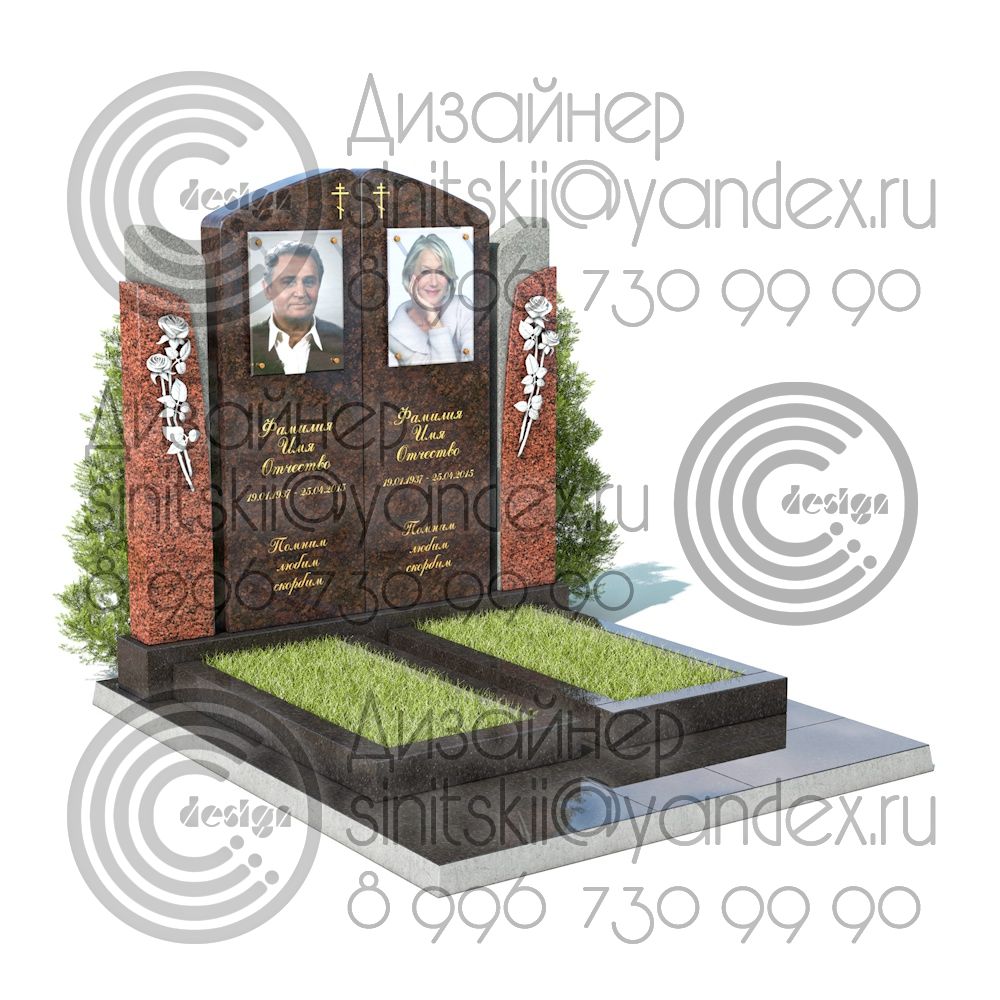 Дизайнер
sinitskii@yandex.ru
8 996 730 99 90
design
Фамилия
Имя
Отчество
19.01.1937 - 25.04.2015
Помним
любим
скорбим
Фамилия
Имя
Отчество
19.01.1937 - 25.04.2015
Помним
любим
скорбим
Дизайнер
sinitskii@yandex.ru
8 996 730 99 90
design
Дизайнер
sinitskii@yandex.ru
8 996 730 99 90
design